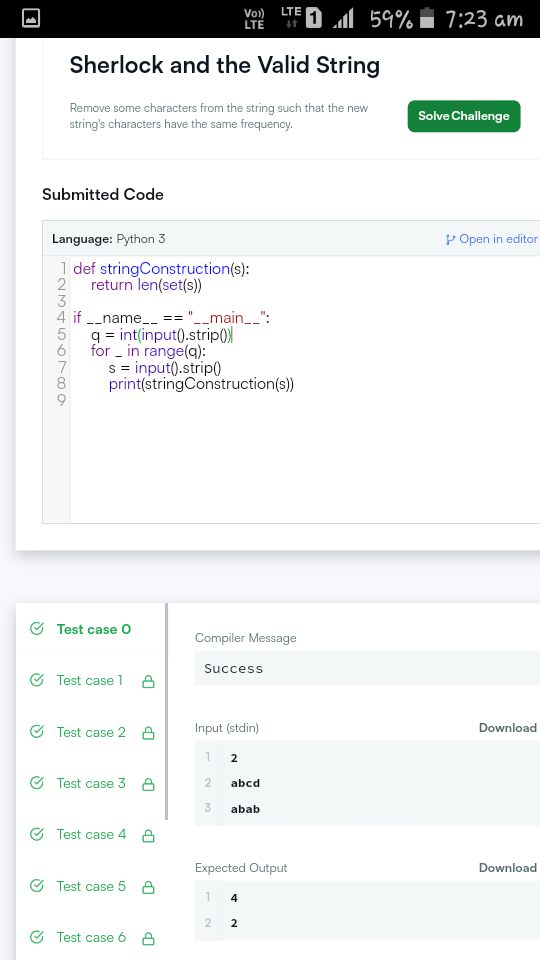 Vo)) LTE LTE 1 59% 7:23 am
Sherlock and the Valid String
Remove some characters from the string such that the new
string's characters have the same frequency.
Solve Challenge
Submitted Code
Language: Python 3 Open in editor
1 def stringConstruction(s):
2 return len(set(s))
3
4 if __name__ == "__main__":
5 q = int(input().strip())
6 for _ in range(q):
7 s = input().strip()
8 print(stringConstruction(s))
9
Test case 0
Test case 1
Test case 2
Test case 3
Test case 4
Test case 5
Test case 6
Compiler Message
Success
Input (stdin) Download
1 2
2 abcd
3 abab
Expected Output Download
1 4
2 2